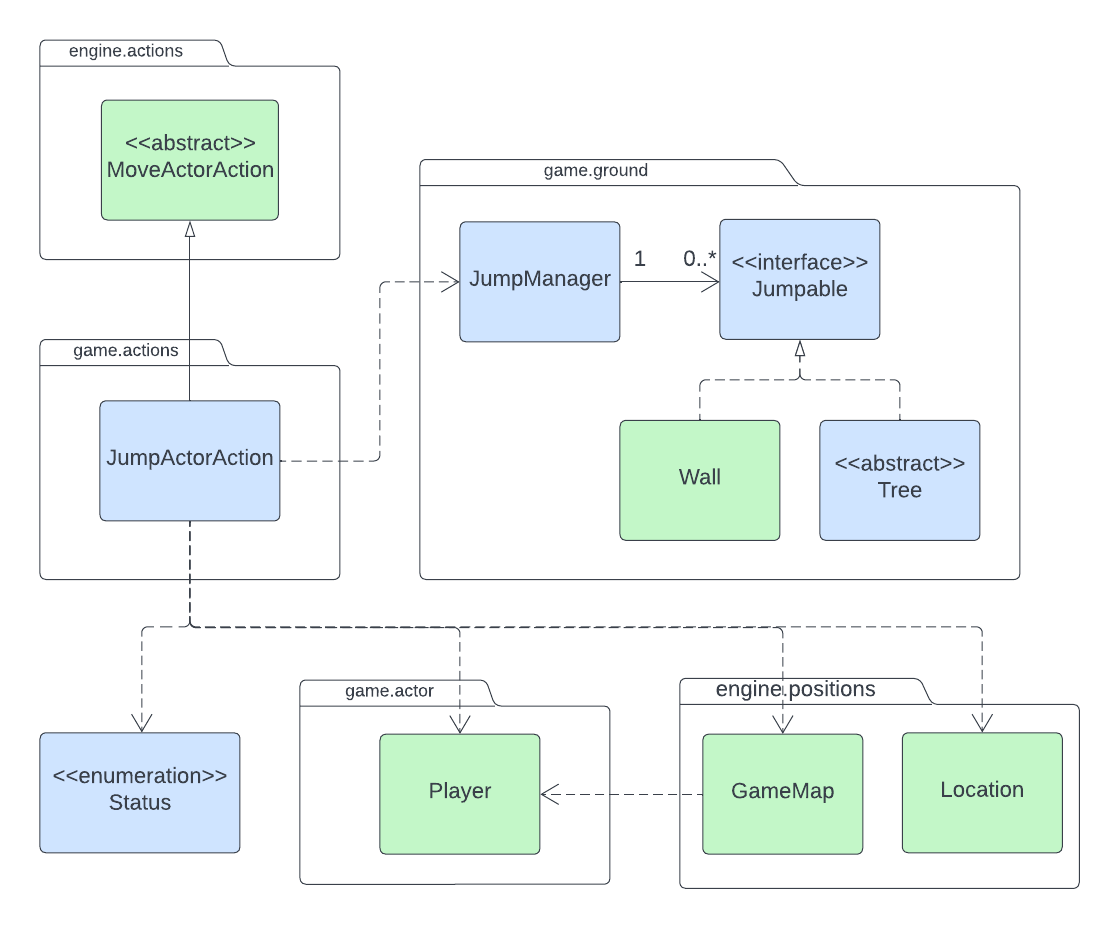 engine.actions
<<abstract>>
MoveActorAction
game.ground
JumpManager
1
0..*
<<interface>>
Jumpable
game.actions
JumpActorAction
Wall
<<abstract>>
Tree
game.actor
engine.positions
<<enumeration>>
Status
Player
GameMap
Location